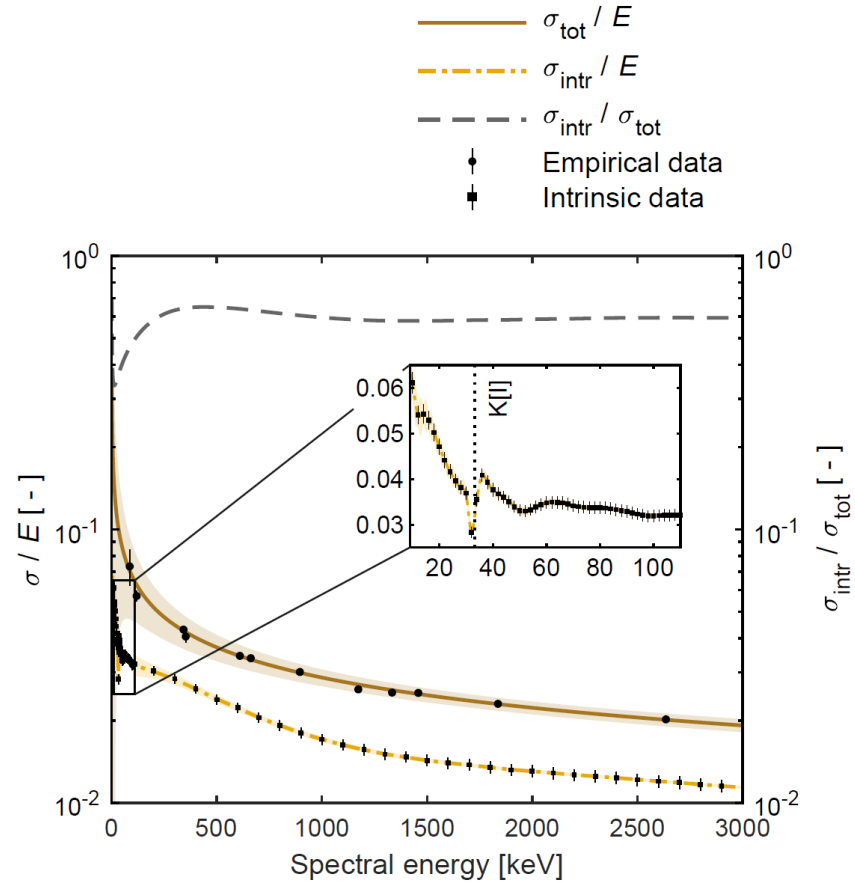 σtot / E
σintr / E
σintr / σtot
Empirical data
Intrinsic data
10^0
10^-1
10^-2
σ / E [ - ]
10^0
10^-1
10^-2
σintr / σtot [ - ]
0.06
0.05
0.04
0.03
K[I]
20 40 60 80 100
0 500 1000 1500 2000 2500 3000
Spectral energy [keV]